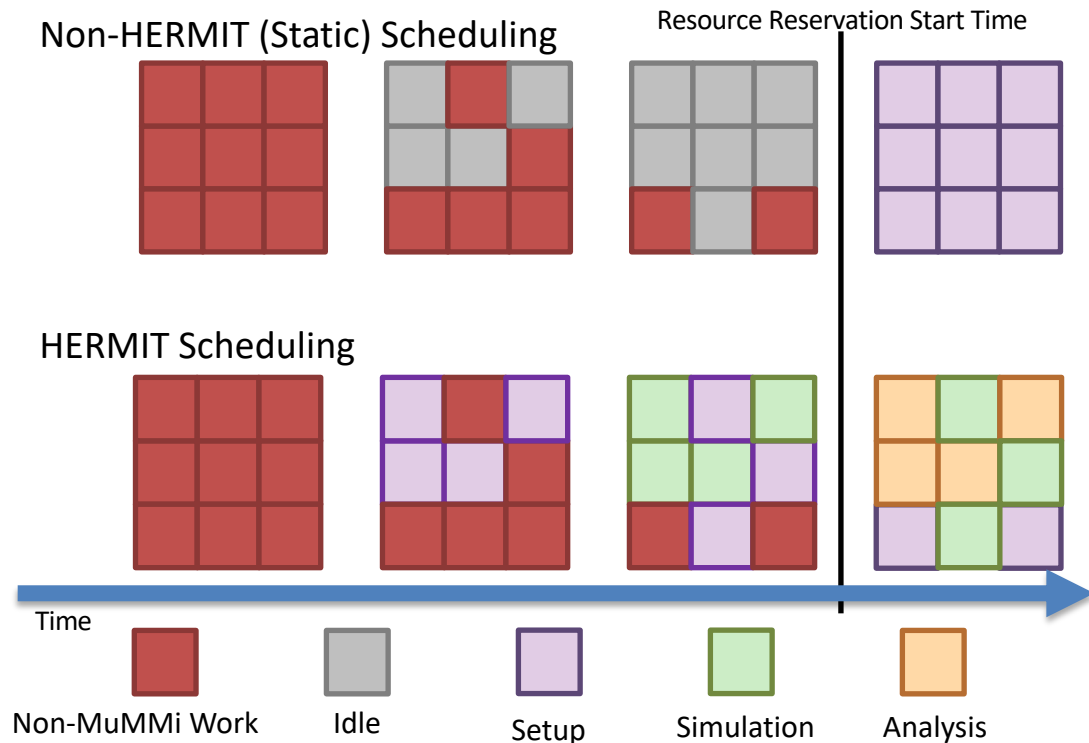 Resource Reservation Start Time
Non-HERMIT (Static) Scheduling
HERMIT Scheduling
Time
Non-MuMMi Work
Idle
Setup
Simulation
Analysis